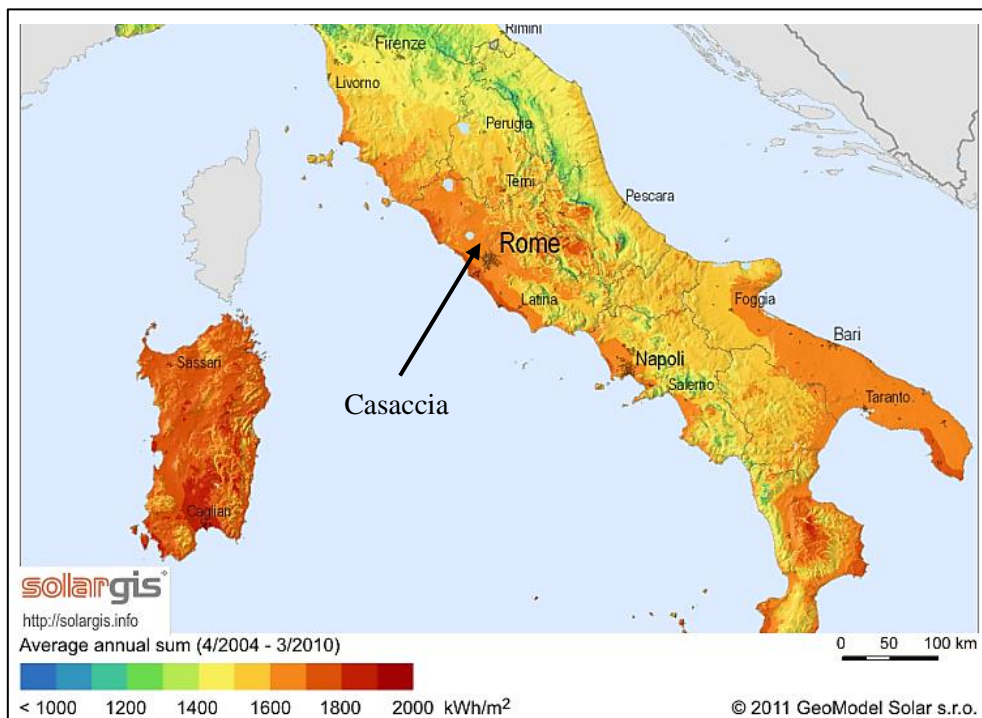 Rimini
Firenze
Livorno
Perugia
Terni
Pescara
Rome
Latina
Foggia
Bari
Napoli
Casaccia
Sassari
Salerno
Taranto
Cagliari
solargis
http://solargis.info
Average annual sum (4/2004 - 3/2010)
0 50 100 km
< 1000 1200 1400 1600 1800 2000 kWh/m²
© 2011 GeoModel Solar s.r.o.